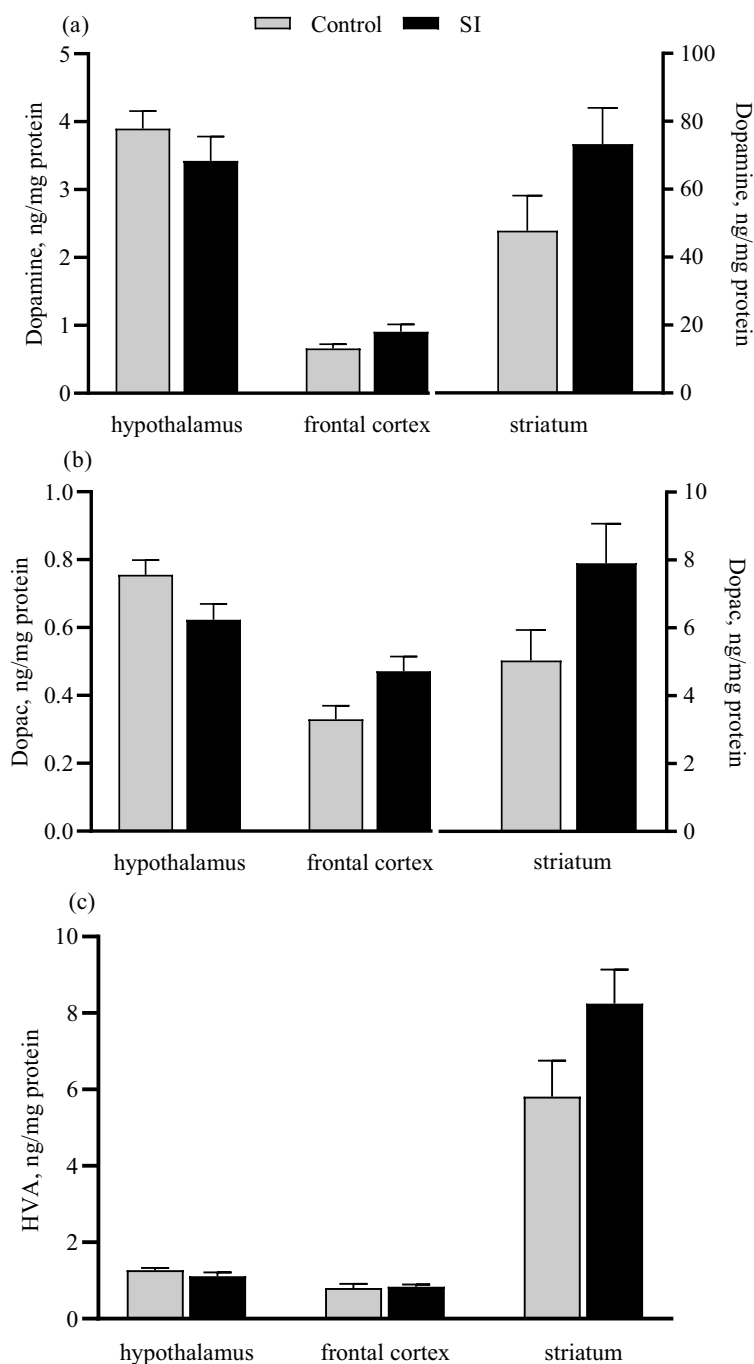 (a)
Control
SI
5
4
3
2
1
0
Dopamine, ng/mg protein
100
80
60
40
20
0
Dopamine, ng/mg protein
hypothalamus
frontal cortex
striatum
(b)
1.0
0.8
0.6
0.4
0.2
0.0
Dopac, ng/mg protein
10
8
6
4
2
0
Dopac, ng/mg protein
hypothalamus
frontal cortex
striatum
(c)
10
8
6
4
2
0
HVA, ng/mg protein
hypothalamus
frontal cortex
striatum